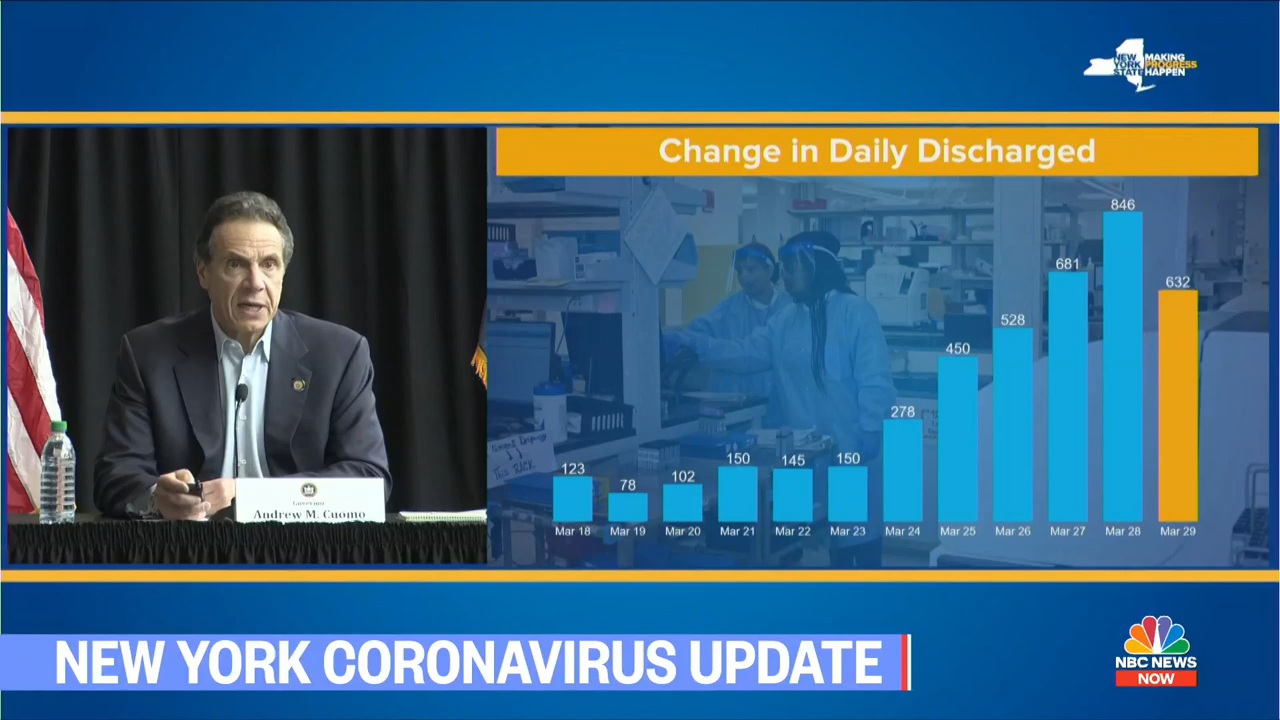 NEW YORK STATE
MAKING
PROGRESS
HAPPEN
Change in Daily Discharged
846
681
632
528
450
278
123
78
102
150
145
150
Mar 18
Mar 19
Mar 20
Mar 21
Mar 22
Mar 23
Mar 24
Mar 25
Mar 26
Mar 27
Mar 28
Mar 29
This RACK
Governor
Andrew M. Cuomo
NEW YORK CORONAVIRUS UPDATE
NBC NEWS
NOW